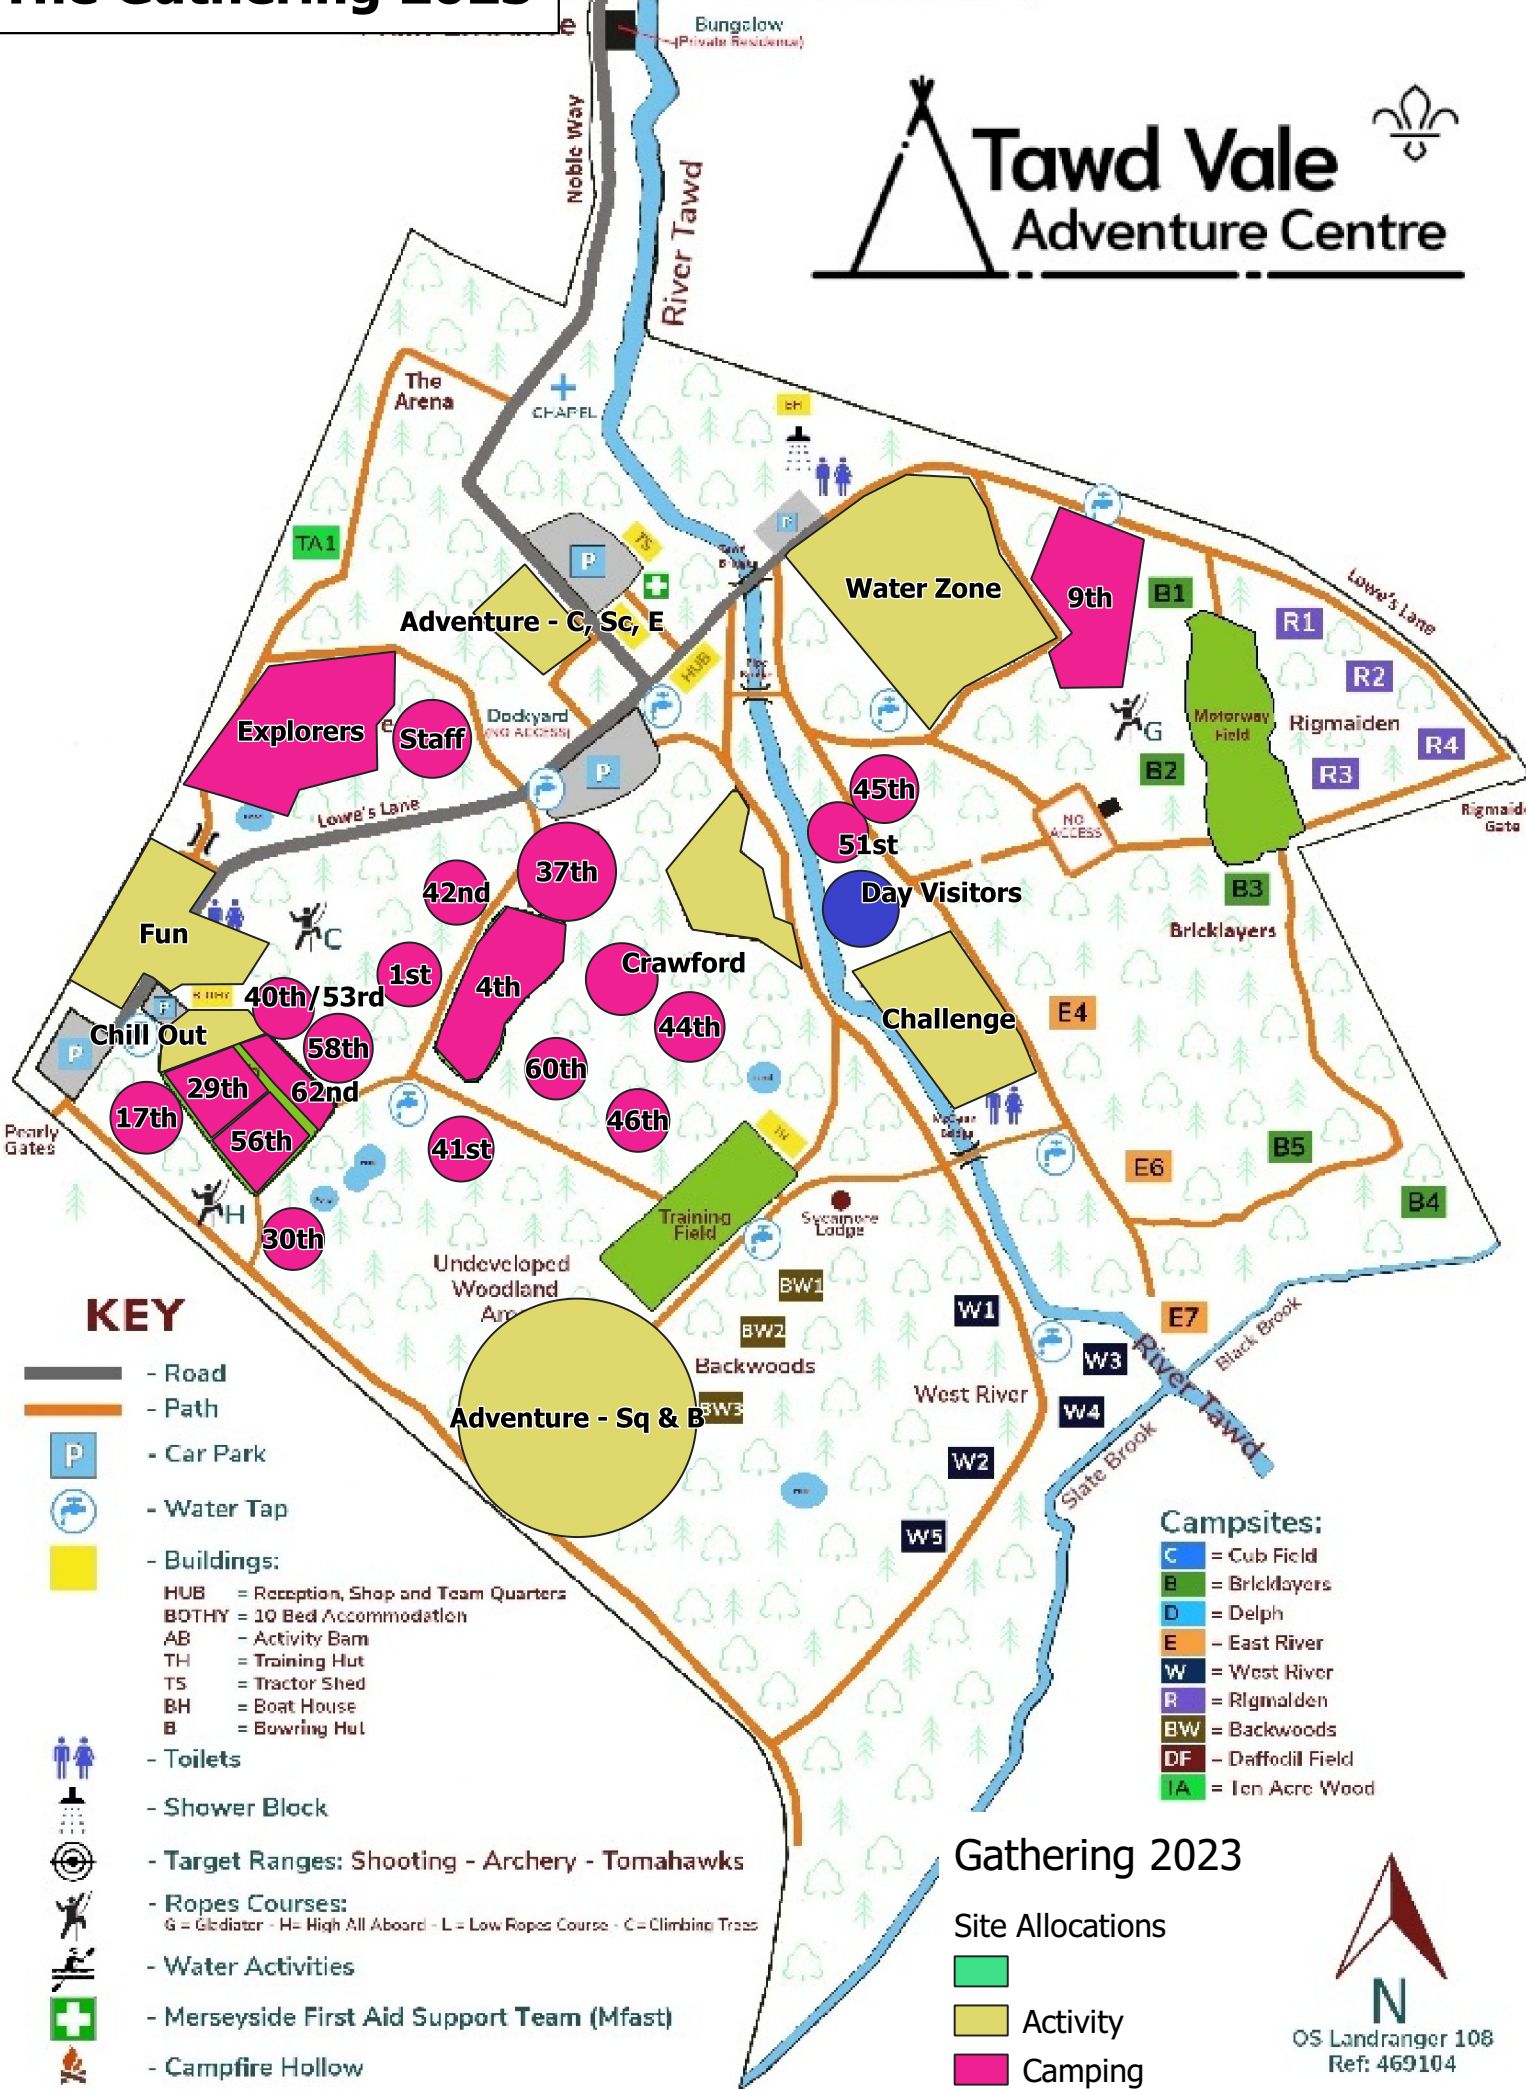 The Gathering 2023
Bungalow
(Private Residence)
Noble Way
River Tawd
Tawd Vale
Adventure Centre
The
Arena
CHAPEL
BH
TA1
P
TS
P
Water Zone
9th
B1
Lowe's Lane
R1
R2
Adventure - C, Sc, E
HUB
Explorers
Staff
Dockyard
(NO ACCESS)
G
Motorway
Field
Rigmaiden
R4
B2
R3
P
Lowe's Lane
45th
51st
NO
ACCESS
Rigmaiden
Gate
37th
42nd
Day Visitors
B3
Bricklayers
Fun
C
1st
4th
Crawford
40th/53rd
BOTHY
P
Chill Out
P
58th
44th
Challenge
E4
29th
62nd
60th
17th
56th
46th
41st
Pearly
Gates
TH
B5
E6
B4
H
30th
Training
Field
Sycamore
Lodge
Undeveloped
Woodland
BW1
BW2
Backwoods
BW3
W1
W3
E7
Black Brook
River Tawd
West River
W4
W2
Slate Brook
W5
Adventure - Sq & B
KEY
- Road
- Path
P - Car Park
- Water Tap
- Buildings:
HUB = Reception, Shop and Team Quarters
BOTHY = 10 Bed Accommodation
AB = Activity Barn
TH = Training Hut
TS = Tractor Shed
BH = Boat House
B = Bowring Hut
- Toilets
- Shower Block
- Target Ranges: Shooting - Archery - Tomahawks
- Ropes Courses:
G = Gladiator - H= High All Aboard - L = Low Ropes Course - C=Climbing Trees
- Water Activities
- Merseyside First Aid Support Team (Mfast)
- Campfire Hollow
Campsites:
C = Cub Field
B = Bricklayers
D = Delph
E = East River
W = West River
R = Rigmaiden
BW = Backwoods
DF = Daffodil Field
TA = Ten Acre Wood
Gathering 2023
Site Allocations
Activity
Camping
N
OS Landranger 108
Ref: 469104